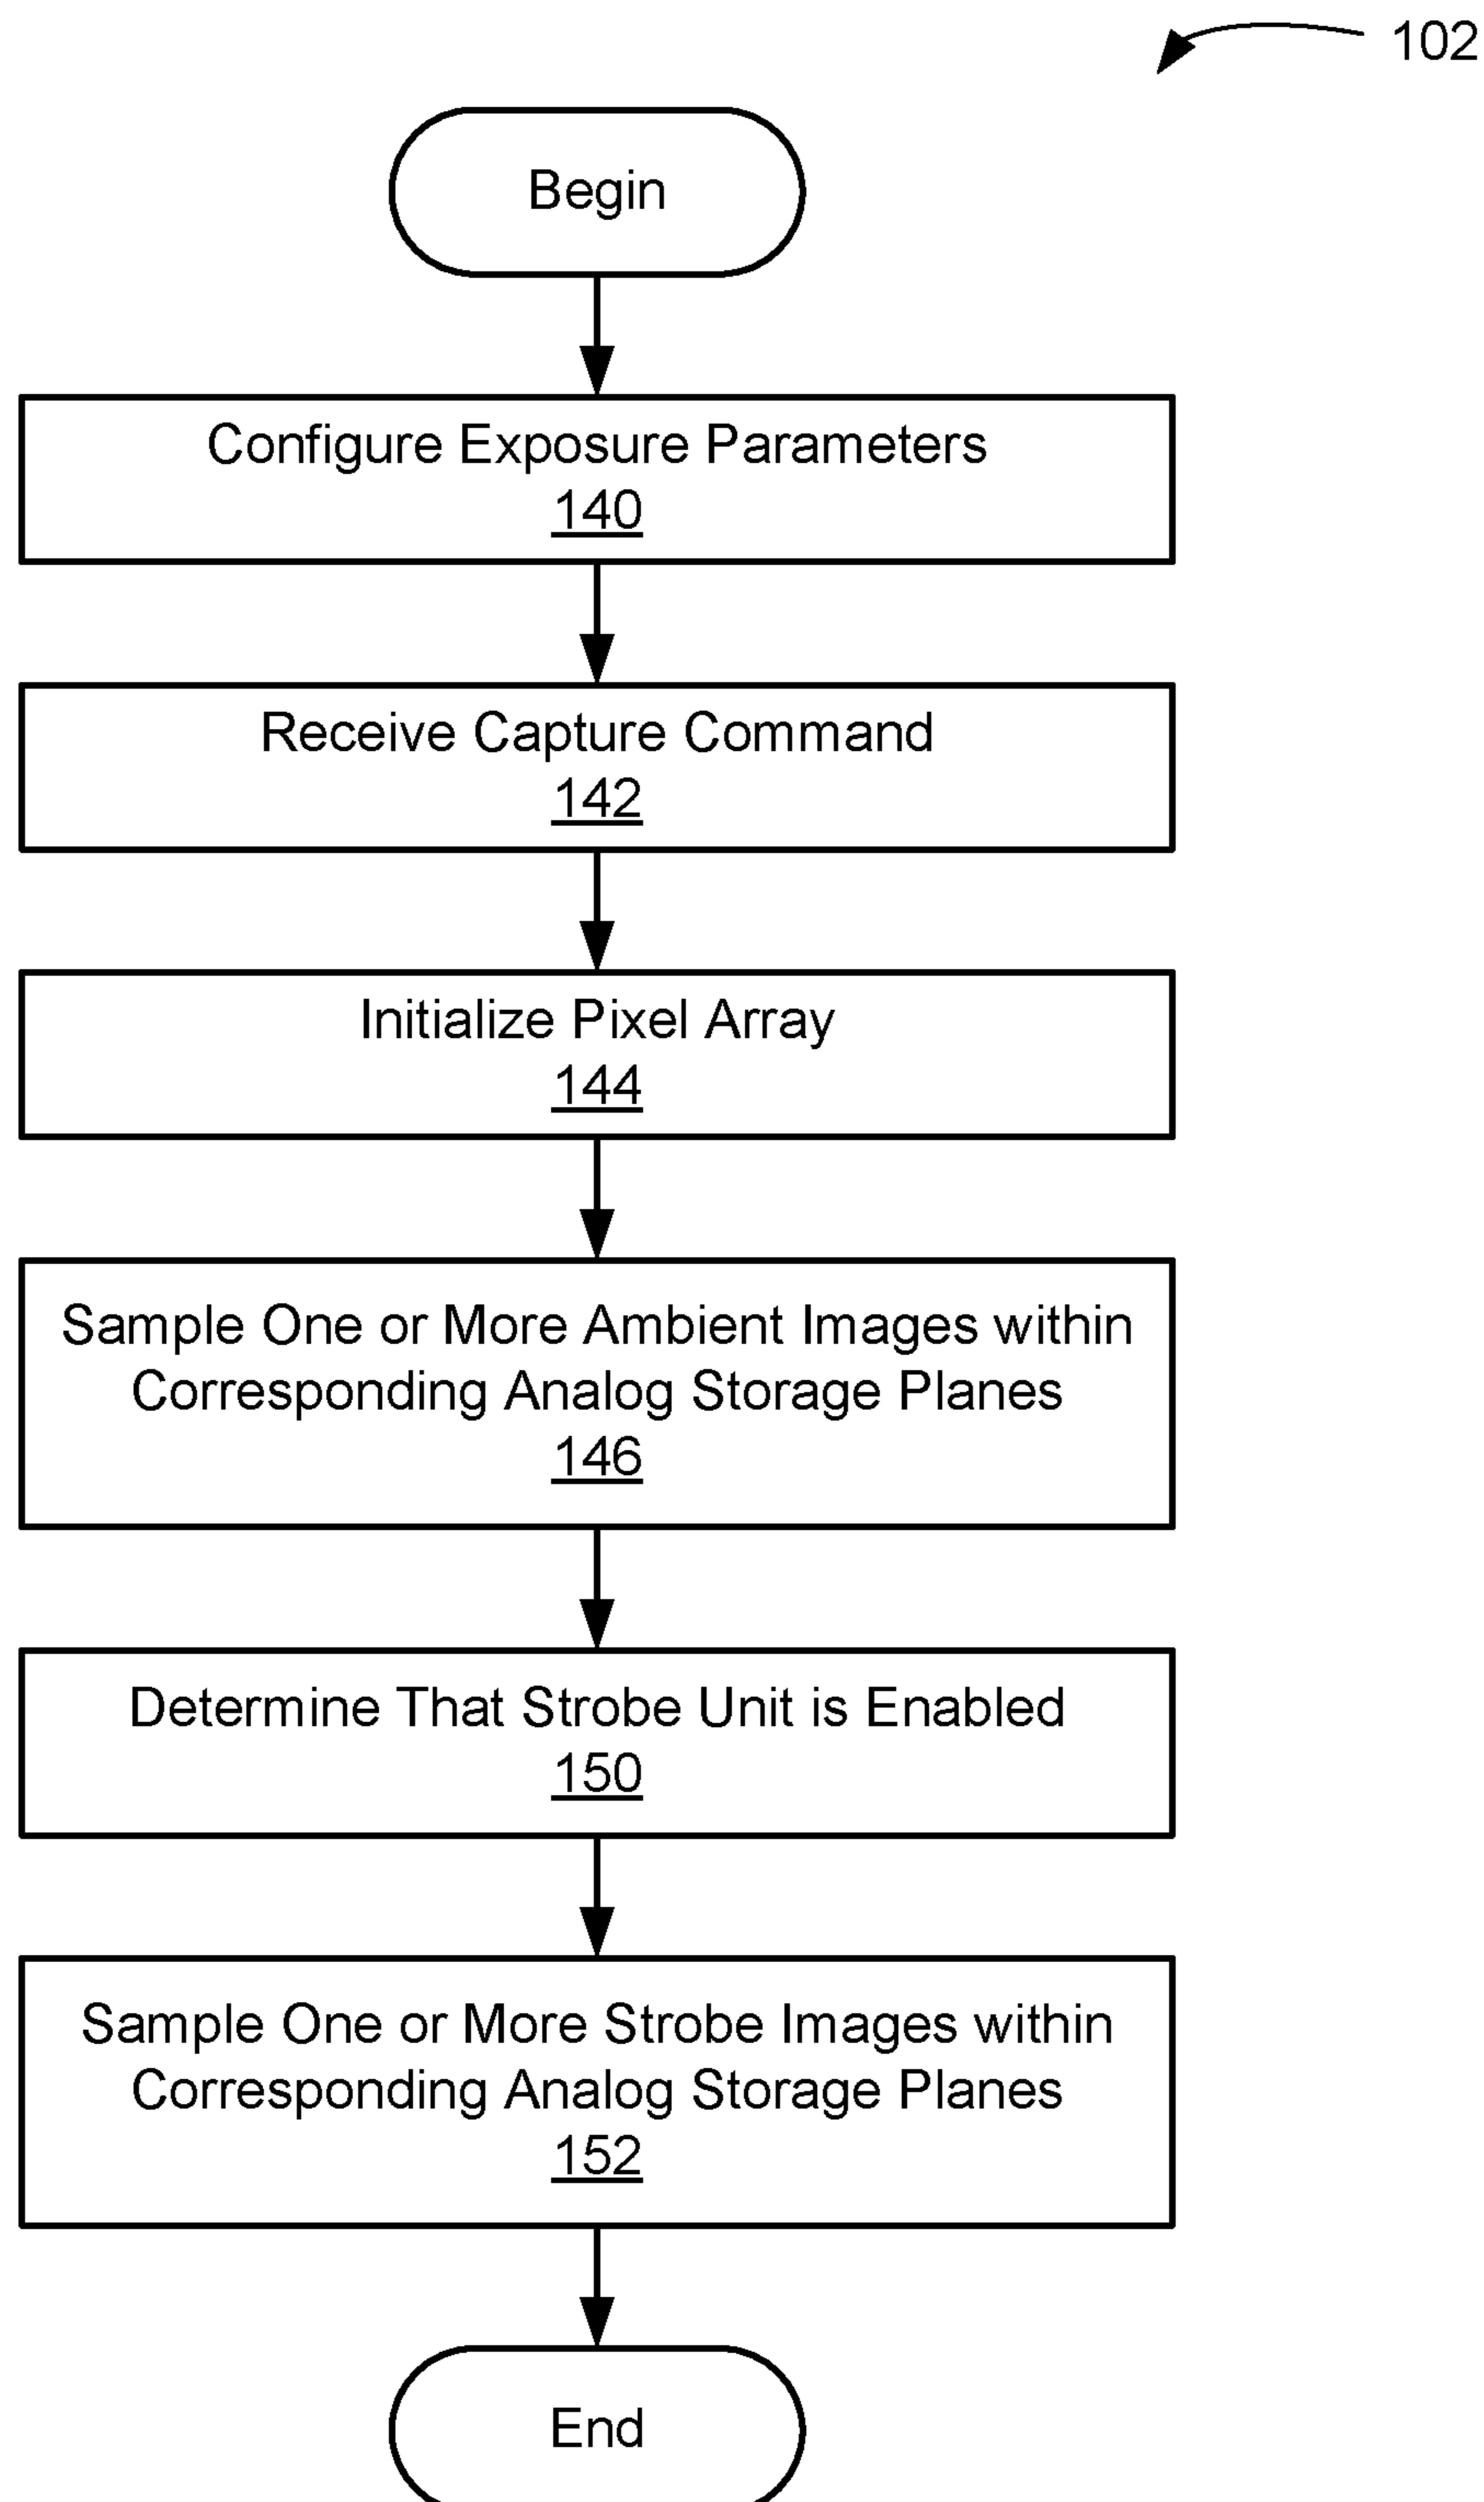 102
Begin
Configure Exposure Parameters
140
Receive Capture Command
142
Initialize Pixel Array
144
Sample One or More Ambient Images within
Corresponding Analog Storage Planes
146
Determine That Strobe Unit is Enabled
150
Sample One or More Strobe Images within
Corresponding Analog Storage Planes
152
End